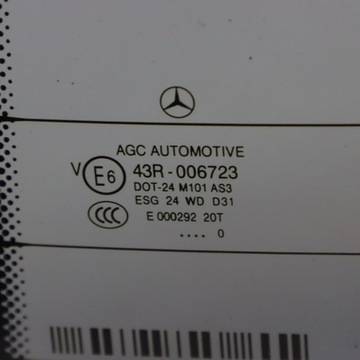 AGC AUTOMOTIVE
V E6 43R-006723
DOT-24 M101 AS3
ESG 24 WD D31
CCC E 000292 20T
.... 0